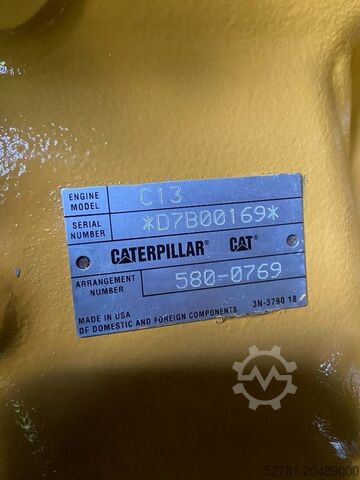 ENGINE MODEL C13
SERIAL NUMBER *D7B00169*
CATERPILLAR® CAT®
ARRANGEMENT NUMBER 580-0769
MADE IN USA 3N-3790 18
OF DOMESTIC AND FOREIGN COMPONENTS
52781-20489000